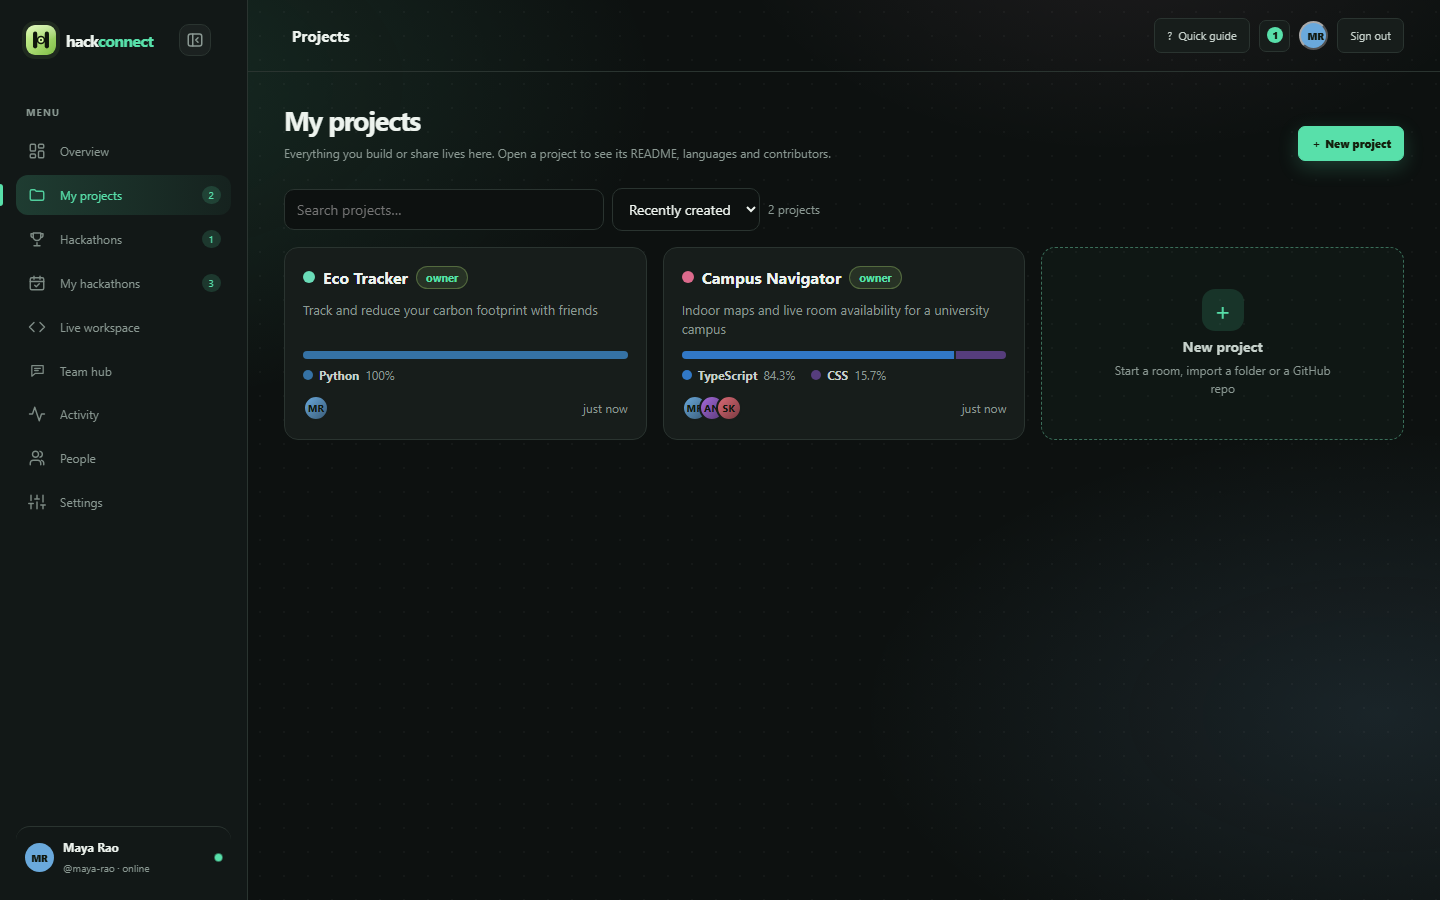 hackconnect
MENU
Overview
My projects 2
Hackathons 1
My hackathons 3
Live workspace
Team hub
Activity
People
Settings
MR
Maya Rao
@maya-rao · online
Projects
? Quick guide
1
MR
Sign out
My projects
Everything you build or share lives here. Open a project to see its README, languages and contributors.
+ New project
Search projects...
Recently created
2 projects
Eco Tracker owner
Track and reduce your carbon footprint with friends
Python 100%
MR
just now
Campus Navigator owner
Indoor maps and live room availability for a university
campus
TypeScript 84.3% CSS 15.7%
SK
just now
+
New project
Start a room, import a folder or a GitHub
repo